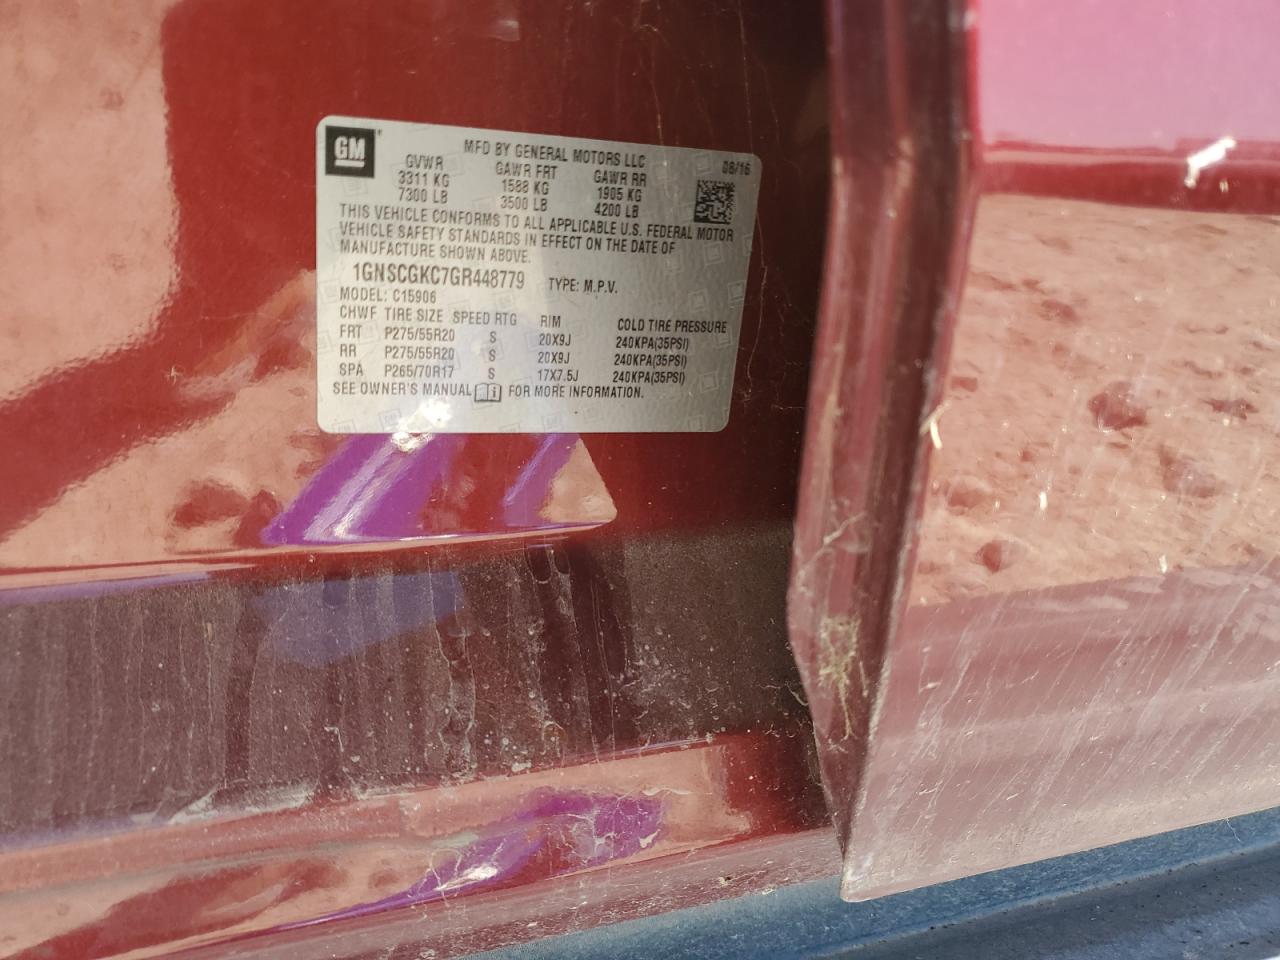 GM
MFD BY GENERAL MOTORS LLC 08/16
GVWR GAWR FRT GAWR RR
3311 KG 1588 KG 1905 KG
7300 LB 3500 LB 4200 LB
THIS VEHICLE CONFORMS TO ALL APPLICABLE U.S. FEDERAL MOTOR
VEHICLE SAFETY STANDARDS IN EFFECT ON THE DATE OF
MANUFACTURE SHOWN ABOVE.
1GNSCGKC7GR448779 TYPE: M.P.V.
MODEL: C15906
CHWF TIRE SIZE SPEED RTG RIM COLD TIRE PRESSURE
FRT P275/55R20 S 20X9J 240KPA(35PSI)
RR P275/55R20 S 20X9J 240KPA(35PSI)
SPA P265/70R17 S 17X7.5J 240KPA(35PSI)
SEE OWNER'S MANUAL FOR MORE INFORMATION.